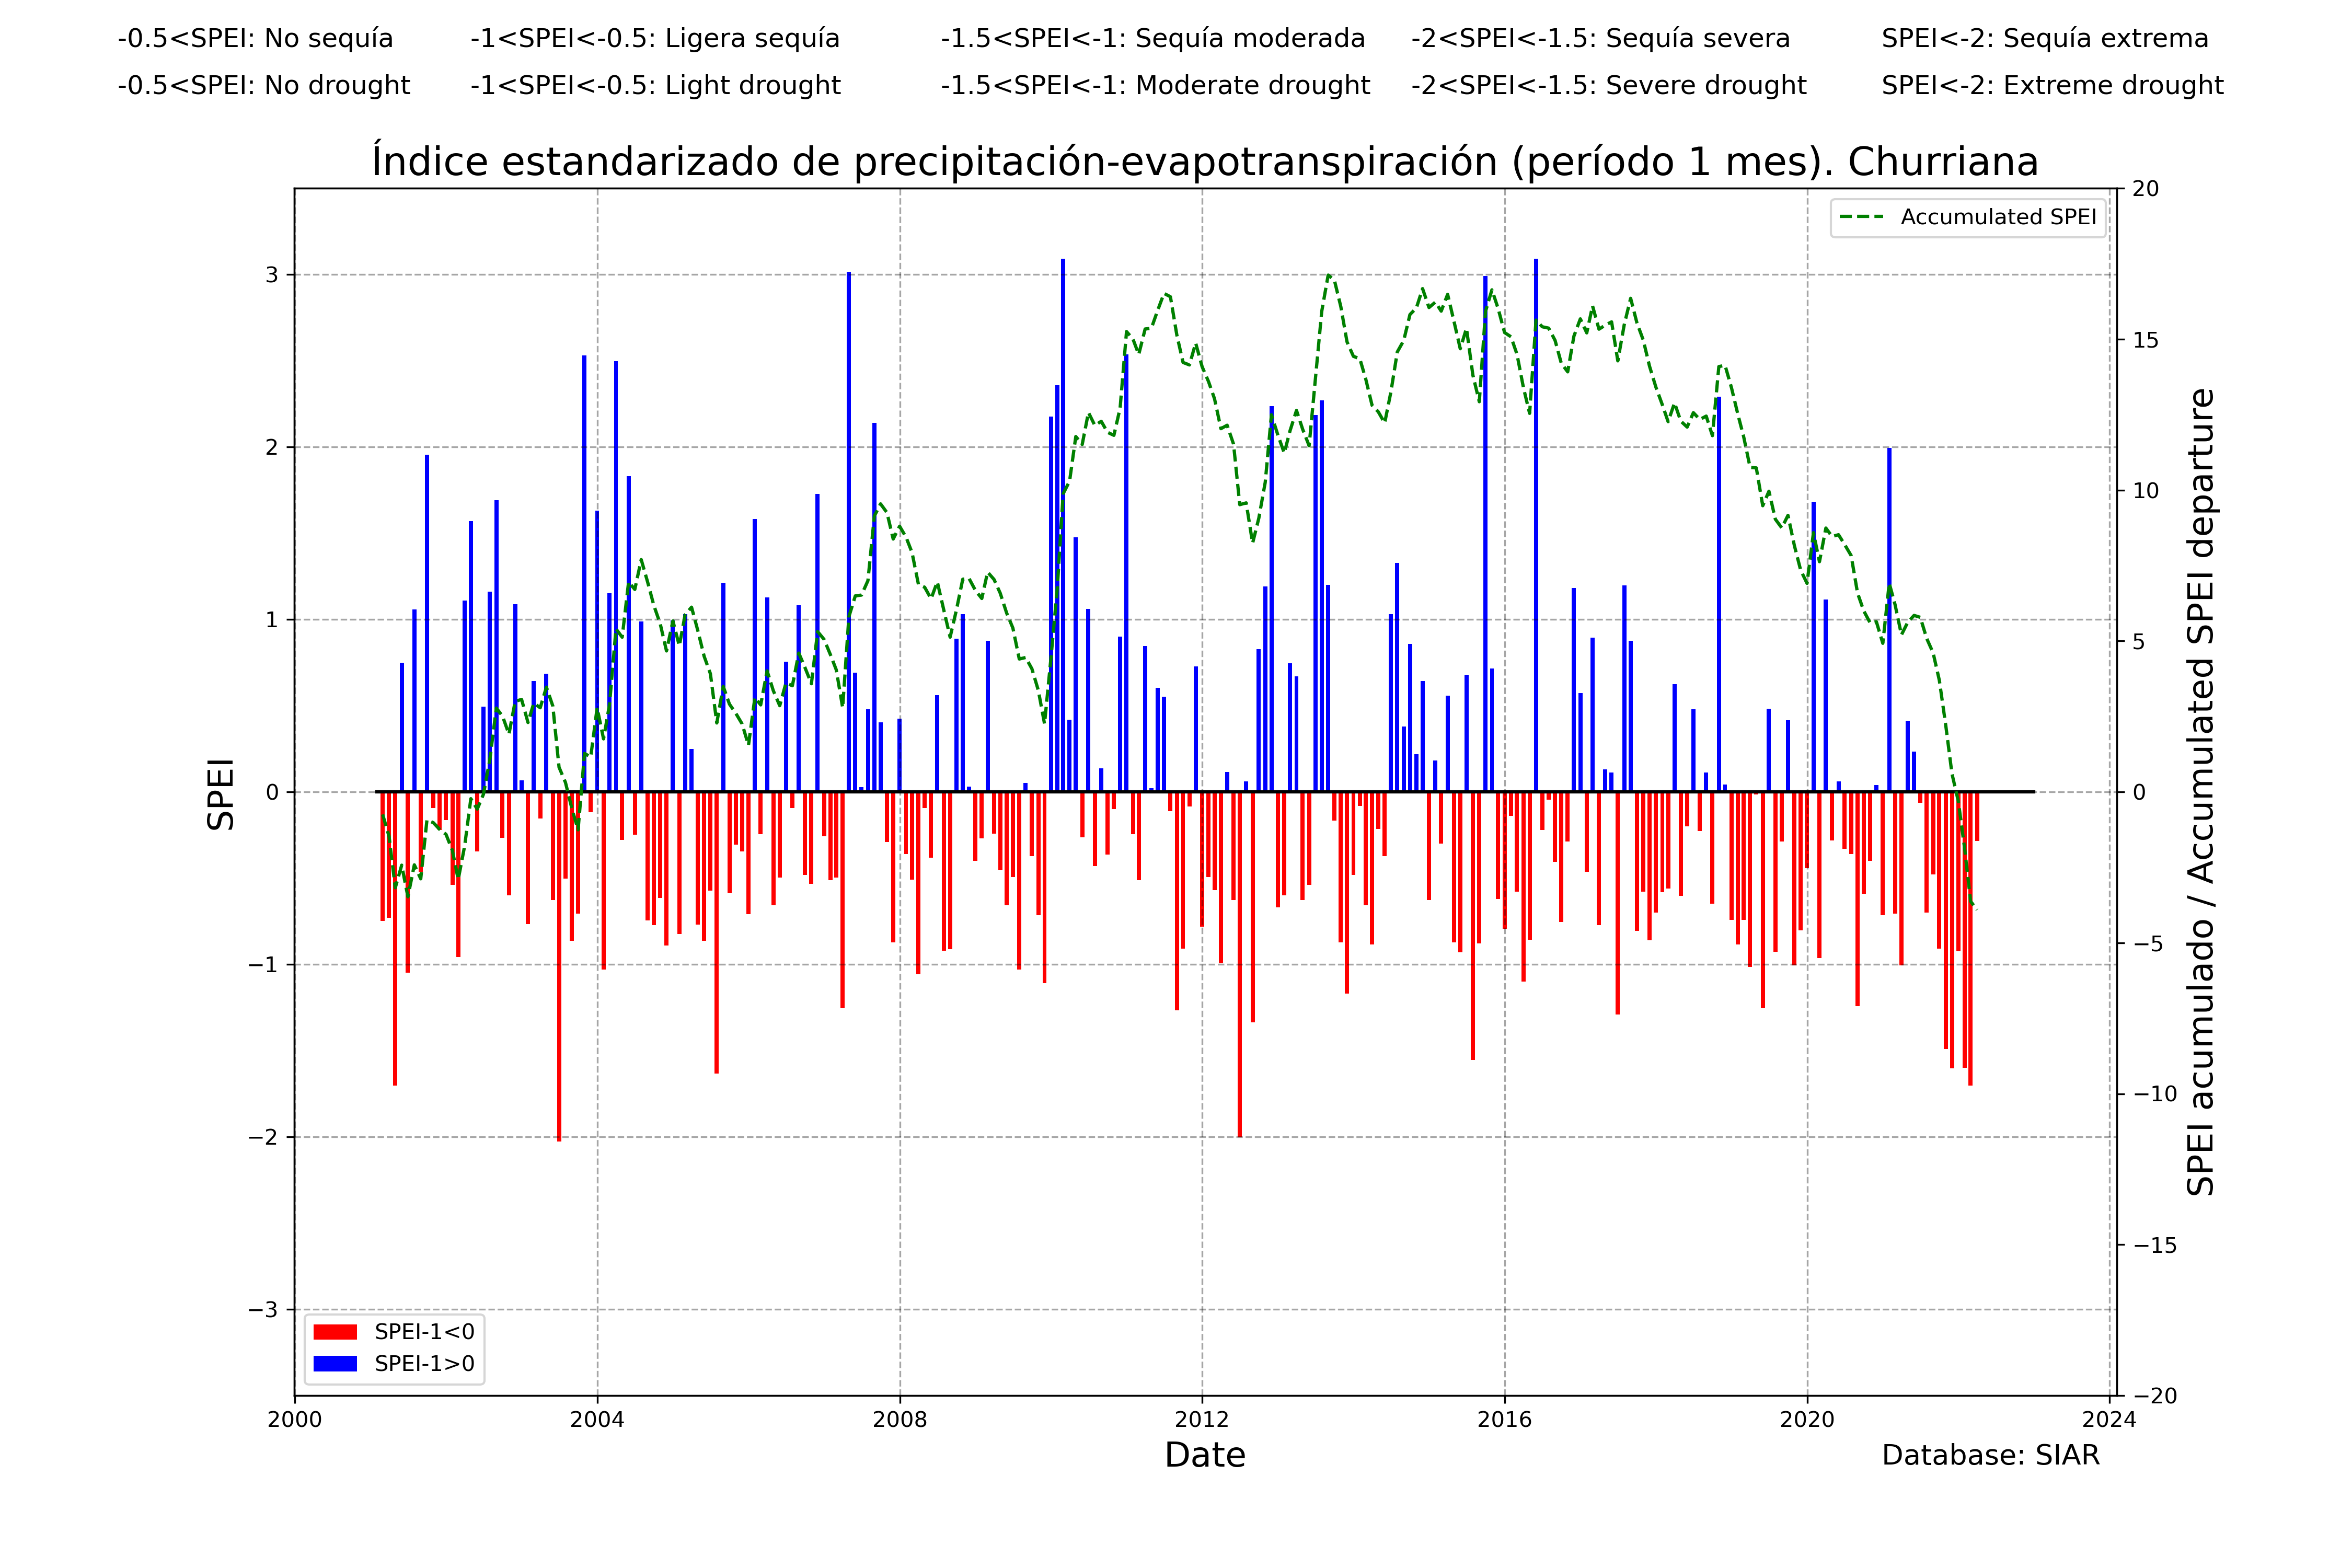 -0.5<SPEI: No sequía -1<SPEI<-0.5: Ligera sequía -1.5<SPEI<-1: Sequía moderada -2<SPEI<-1.5: Sequía severa SPEI<-2: Sequía extrema
-0.5<SPEI: No drought -1<SPEI<-0.5: Light drought -1.5<SPEI<-1: Moderate drought -2<SPEI<-1.5: Severe drought SPEI<-2: Extreme drought
Índice estandarizado de precipitación-evapotranspiración (período 1 mes). Churriana
Accumulated SPEI
SPEI
3
2
1
0
−1
−2
−3
20
15
10
5
0
−5
−10
−15
−20
SPEI acumulado / Accumulated SPEI departure
SPEI-1<0
SPEI-1>0
2000 2004 2008 2012 2016 2020 2024
Date
Database: SIAR